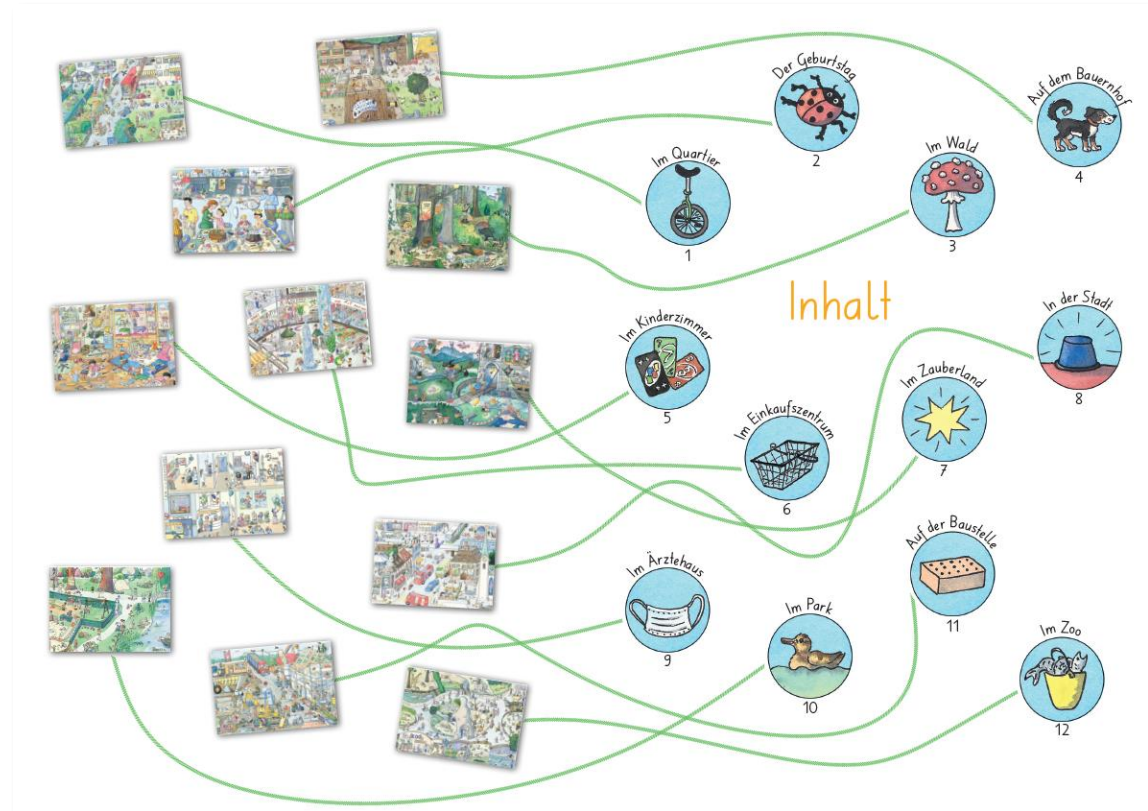 Der Geburtstag
2
Auf dem Bauernhof
4
Im Quartier
1
Im Wald
3
Inhalt
In der Stadt
8
Im Kinderzimmer
5
Im Zauberland
7
Im Einkaufszentrum
6
Auf der Baustelle
11
Im Ärztehaus
9
Im Park
10
Im Zoo
12